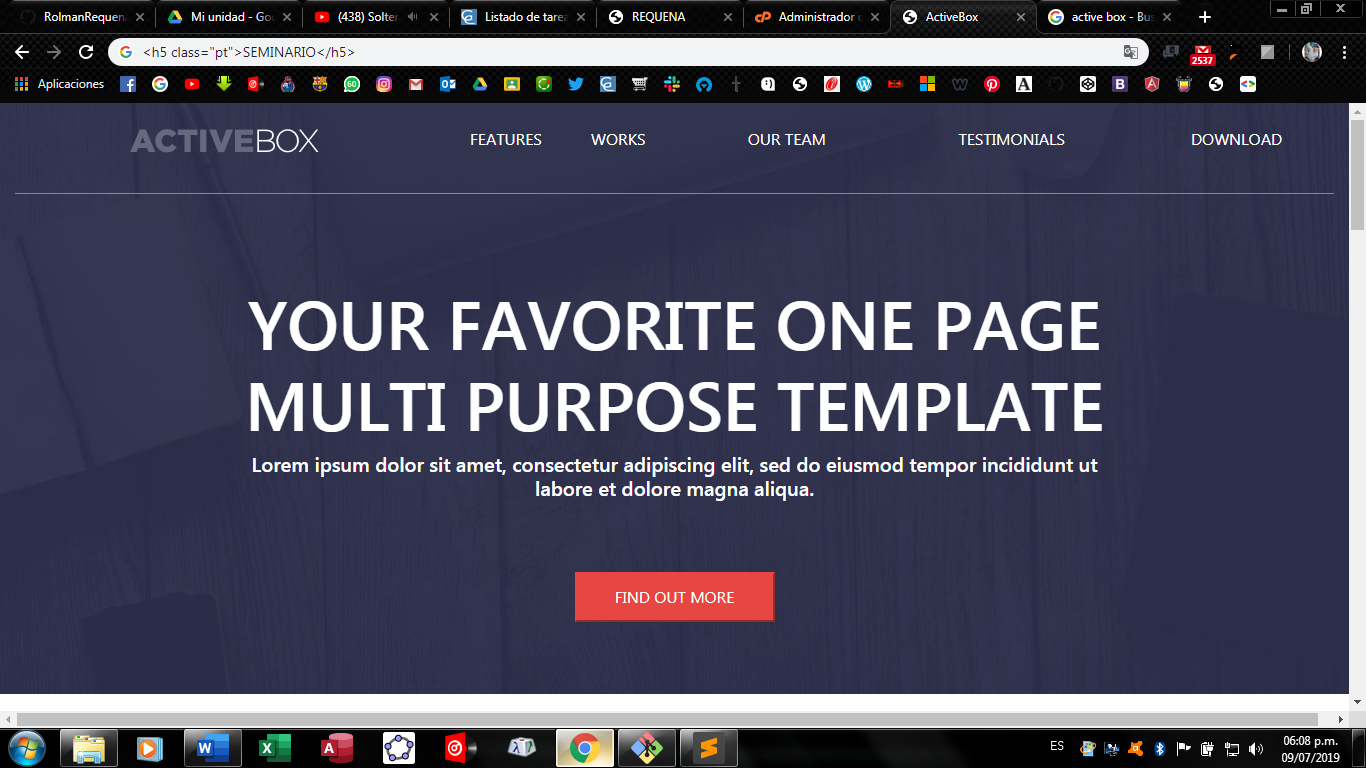 RolmanRequen
Mi unidad - Goo
(438) Solter
Listado de tarea
REQUENA
Administrador d
ActiveBox
active box - Bus
<h5 class="pt">SEMINARIO</h5>
2537
Aplicaciones
ACTIVEBOX
FEATURES
WORKS
OUR TEAM
TESTIMONIALS
DOWNLOAD
YOUR FAVORITE ONE PAGE
MULTI PURPOSE TEMPLATE
Lorem ipsum dolor sit amet, consectetur adipiscing elit, sed do eiusmod tempor incididunt ut
labore et dolore magna aliqua.
FIND OUT MORE
ES
06:08 p.m.
09/07/2019